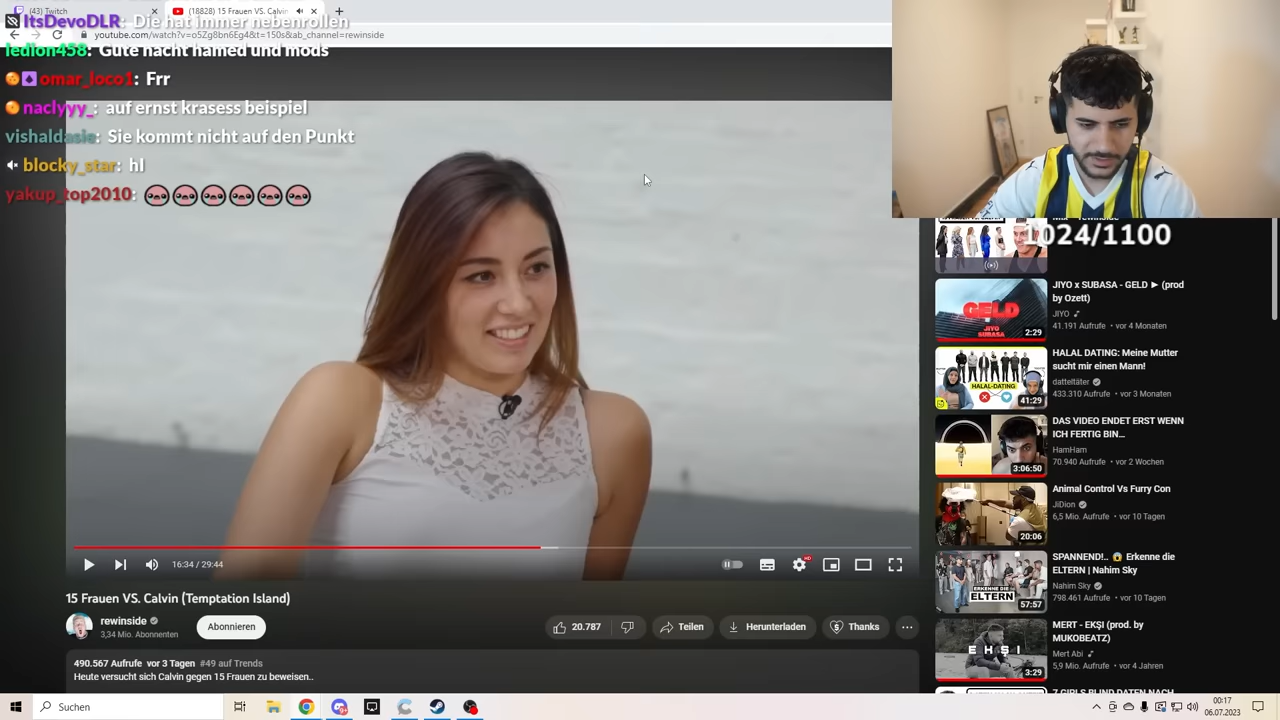 (43) Twitch
(18828) 15 Frauen VS. Calvin
youtube.com/watch?v=o5Zg8bn6Eg4&t=150s&ab_channel=rewinside
ItsDevoDLR: Die hat immer nebenrollen
ledion458: Gute nacht hamed und mods
omar_loco1: Frr
naclyyy_: auf ernst krasess beispiel
vishaldasie: Sie kommt nicht auf den Punkt
blocky_star: hI
yakup_top2010:
16:34 / 29:44
15 Frauen VS. Calvin (Temptation Island)
rewinside
3,34 Mio. Abonnenten
Abonnieren
20.787
Teilen
Herunterladen
Thanks
490.567 Aufrufe vor 3 Tagen #49 auf Trends
Heute versucht sich Calvin gegen 15 Frauen zu beweisen..
1024/1100
GELD
JIYO
SUBASA
2:29
JIYO x SUBASA - GELD ► (prod
by Ozett)
JIYO
41.191 Aufrufe • vor 4 Monaten
HALAL-DATING
41:29
HALAL DATING: Meine Mutter
sucht mir einen Mann!
datteltäter
433.310 Aufrufe • vor 3 Monaten
3:06:50
DAS VIDEO ENDET ERST WENN
ICH FERTIG BIN...
HamHam
70.940 Aufrufe • vor 2 Wochen
20:06
Animal Control Vs Furry Con
JiDion
6,5 Mio. Aufrufe • vor 10 Tagen
ERKENNE DIE
ELTERN
57:57
SPANNEND!.. 😱 Erkenne die
ELTERN | Nahim Sky
Nahim Sky
798.461 Aufrufe • vor 10 Tagen
EHŞI
3:29
MERT - EKŞI (prod. by
MUKOBEATZ)
Mert Abi
5,9 Mio. Aufrufe • vor 4 Jahren
7 GIRLS BLIND DATEN NACH
Suchen
00:17
06.07.2023